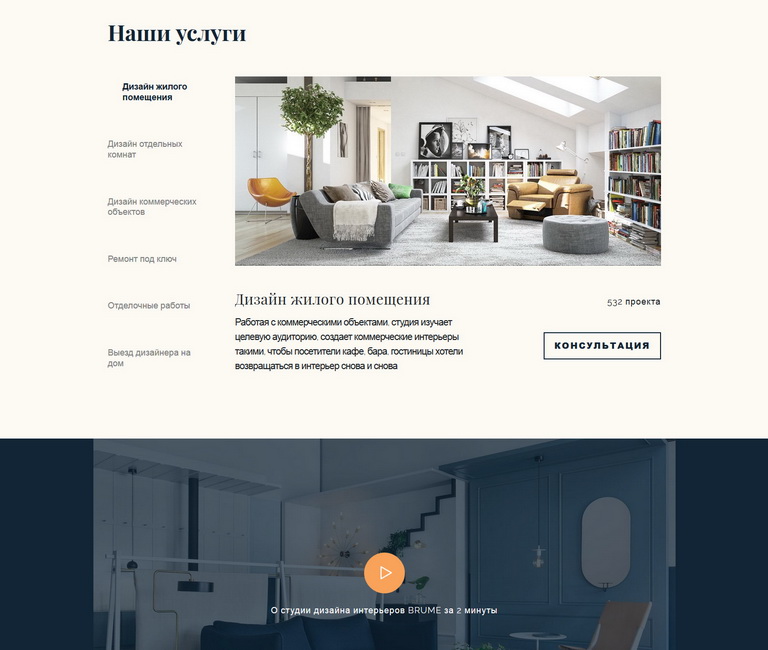 Наши услуги
Дизайн жилого
помещения
Дизайн отдельных
комнат
Дизайн коммерческих
объектов
Ремонт под ключ
Отделочные работы
Выезд дизайнера на
дом
Дизайн жилого помещения
532 проекта
Работая с коммерческими объектами, студия изучает
целевую аудиторию, создает коммерческие интерьеры
такими, чтобы посетители кафе, бара, гостиницы хотели
возвращаться в интерьер снова и снова
КОНСУЛЬТАЦИЯ
О студии дизайна интерьеров BRUME за 2 минуты